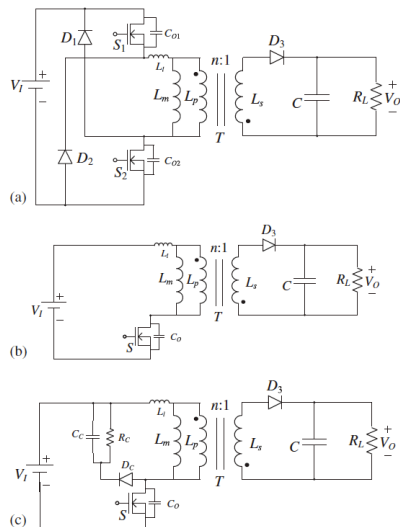 D1 S1 CO1 Ll n:1 D3
VI + − Lm Lp Ls C RL + VO −
D2 S2 CO2 T
(a)
Ll n:1 D3
VI + − Lm Lp Ls C RL + VO −
S CO T
(b)
CC RC Ll n:1 D3
VI + − DC Lm Lp Ls C RL + VO −
S CO T
(c)